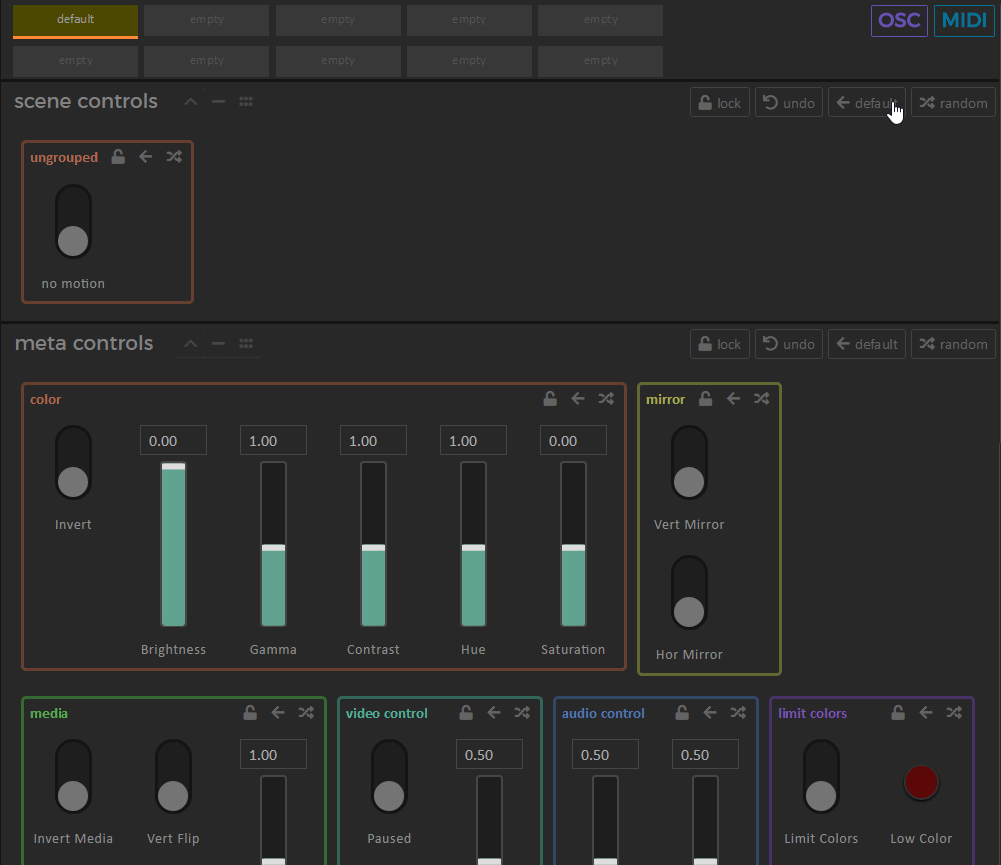 default empty empty empty empty OSC MIDI
empty empty empty empty empty
scene controls lock undo default random
ungrouped
no motion
meta controls lock undo default random
color mirror
0.00 1.00 1.00 1.00 0.00
Invert Vert Mirror
Brightness Gamma Contrast Hue Saturation Hor Mirror
media video control audio control limit colors
1.00 0.50 0.50 0.50
Invert Media Vert Flip Paused Limit Colors Low Color